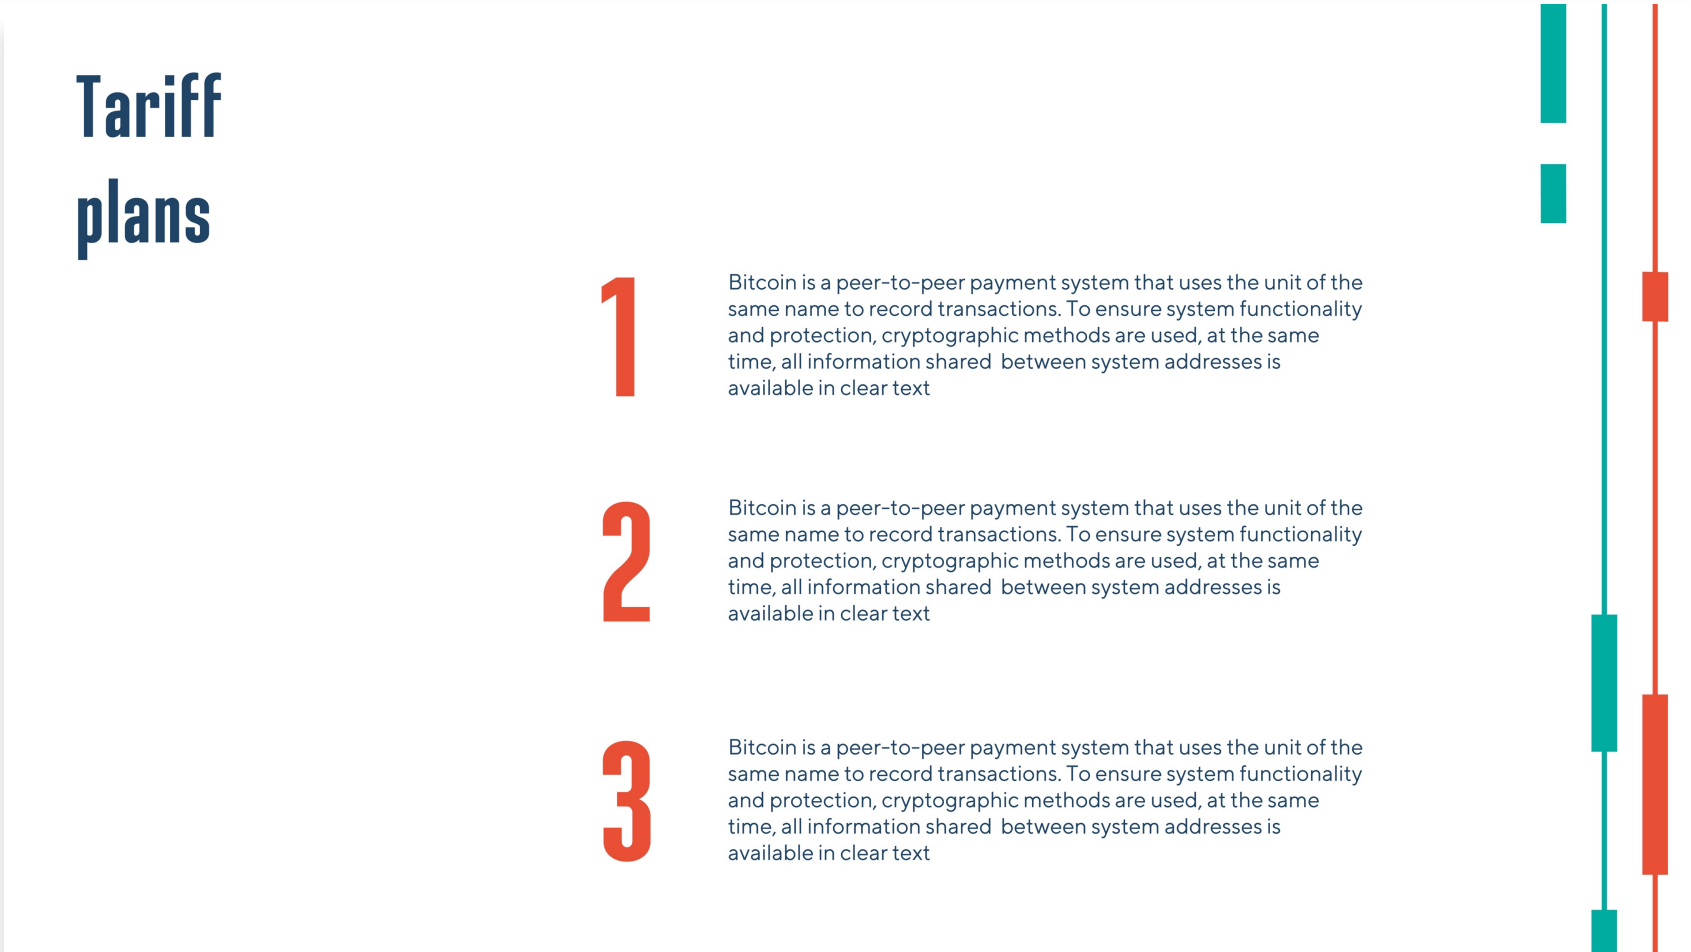 Tariff
plans
1
Bitcoin is a peer-to-peer payment system that uses the unit of the
same name to record transactions. To ensure system functionality
and protection, cryptographic methods are used, at the same
time, all information shared  between system addresses is
available in clear text
2
Bitcoin is a peer-to-peer payment system that uses the unit of the
same name to record transactions. To ensure system functionality
and protection, cryptographic methods are used, at the same
time, all information shared  between system addresses is
available in clear text
3
Bitcoin is a peer-to-peer payment system that uses the unit of the
same name to record transactions. To ensure system functionality
and protection, cryptographic methods are used, at the same
time, all information shared  between system addresses is
available in clear text